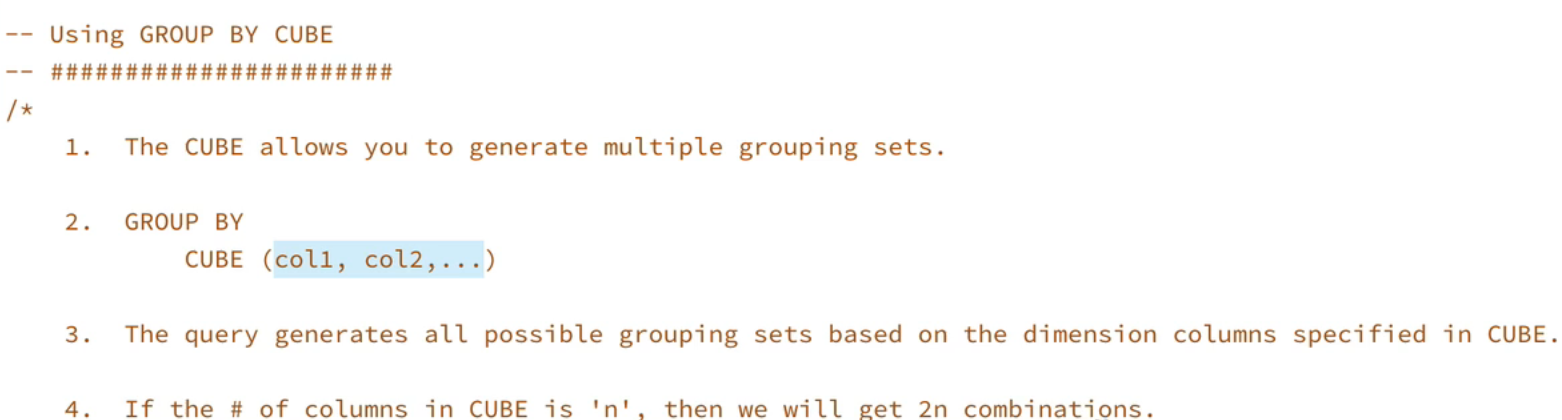 -- Using GROUP BY CUBE
-- #######################
/*
1. The CUBE allows you to generate multiple grouping sets.
2. GROUP BY
CUBE (col1, col2,...)
3. The query generates all possible grouping sets based on the dimension columns specified in CUBE.
4. If the # of columns in CUBE is 'n', then we will get 2n combinations.